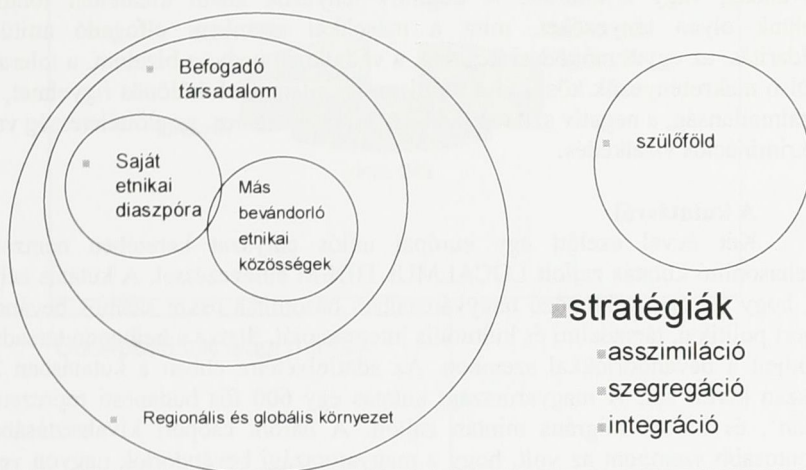 Befogadó
társadalom
Saját
etnikai
diaszpóra
Más
bevándorló
etnikai
közösségek
Regionális és globális környezet
szülőföld
stratégiák
asszimiláció
szegregáció
integráció